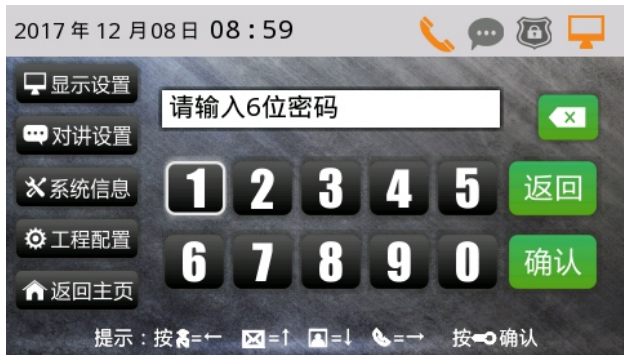 2017年12月08日 08:59
显示设置
对讲设置
系统信息
工程配置
返回主页
请输入6位密码
1 2 3 4 5 返回
6 7 8 9 0 确认
提示:按=← =↑ =↓ =→ 按确认